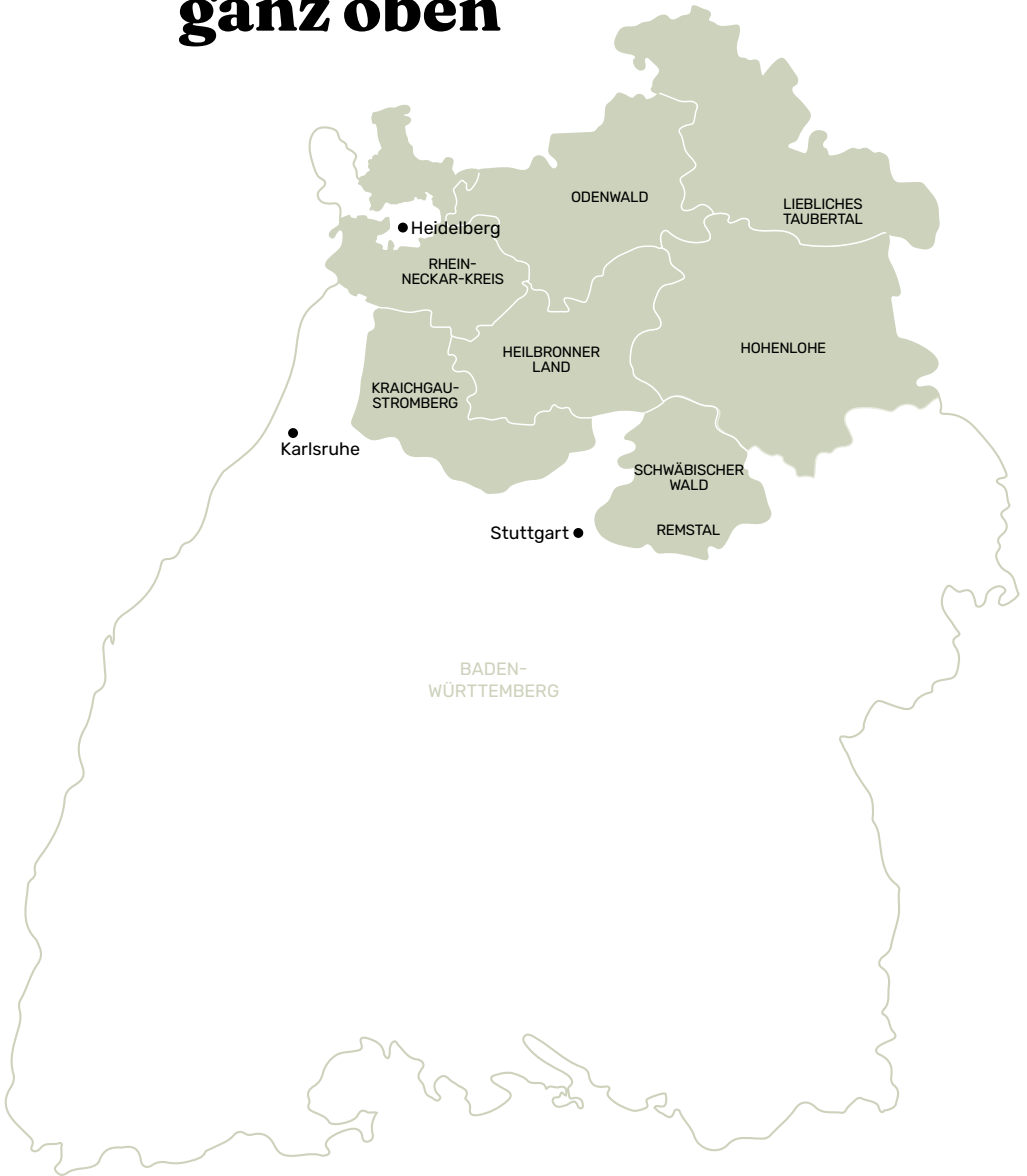 ganz oben
ODENWALD
LIEBLICHES
TAUBERTAL
Heidelberg
RHEIN-
NECKAR-KREIS
HOHENLOHE
HEILBRONNER
LAND
KRAICHGAU-
STROMBERG
Karlsruhe
SCHWÄBISCHER
WALD
REMSTAL
Stuttgart
BADEN-
WÜRTTEMBERG